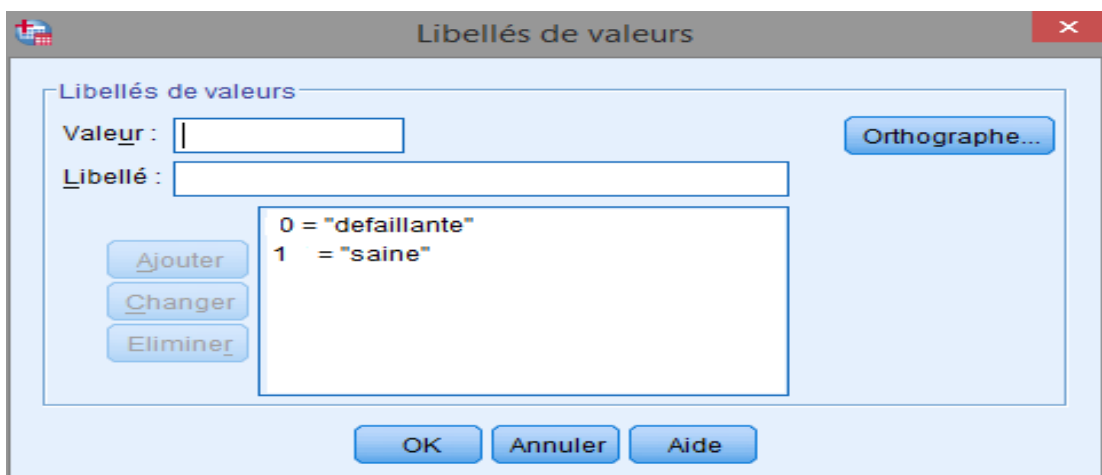 Libellés de valeurs
×
Libellés de valeurs
Valeur :
Orthographe...
Libellé :
0 = "defaillante"
1 = "saine"
Ajouter
Changer
Eliminer
OK Annuler Aide